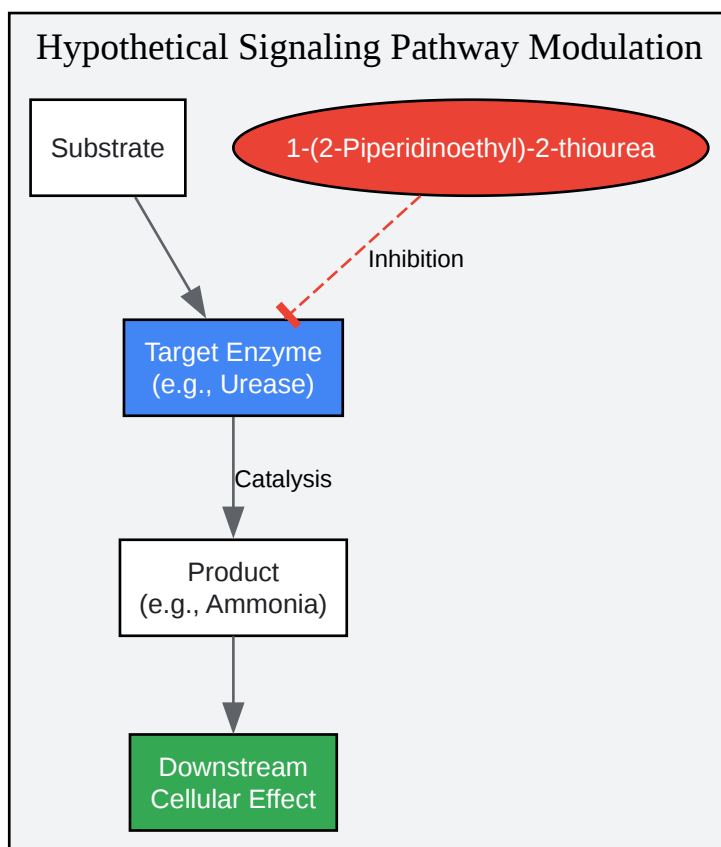 Hypothetical Signaling Pathway Modulation
Substrate
1-(2-Piperidinoethyl)-2-thiourea
Inhibition
Target Enzyme
(e.g., Urease)
Catalysis
Product
(e.g., Ammonia)
Downstream
Cellular Effect